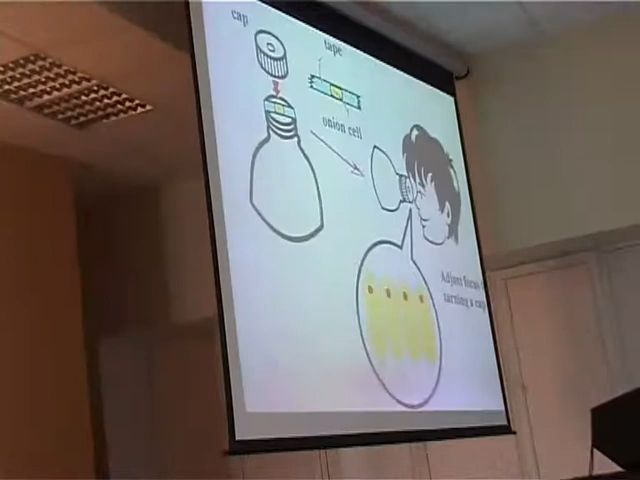 cap
tape
onion cell
Adjust focus
turning a cap